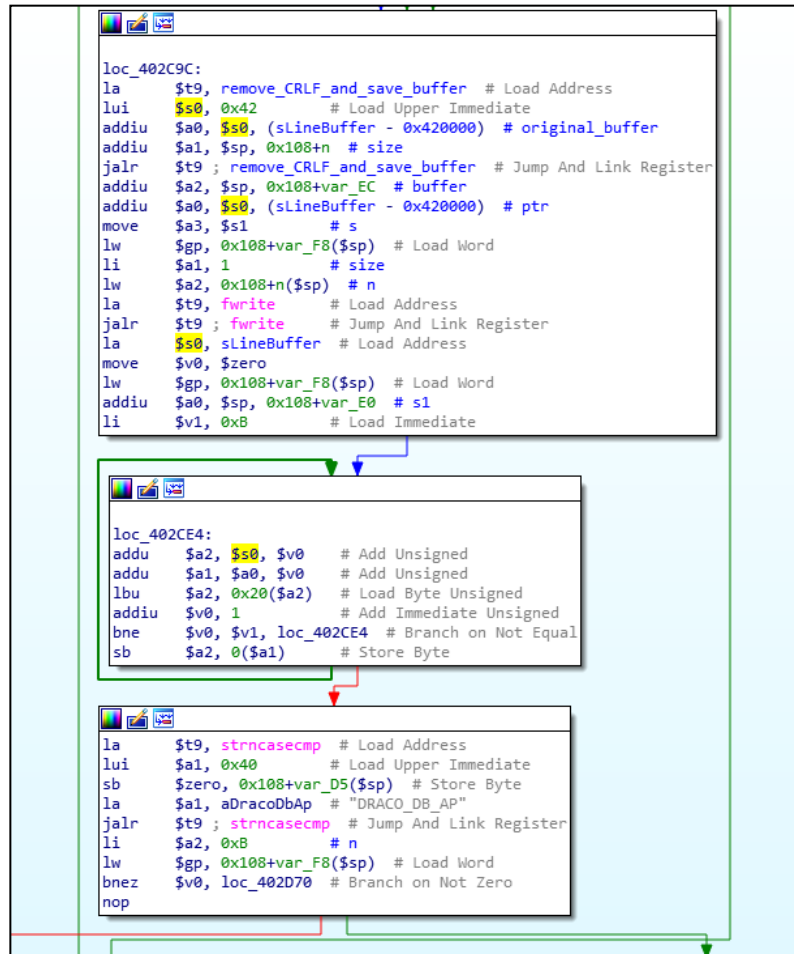 loc_402C9C:
la $t9, remove_CRLF_and_save_buffer # Load Address
lui $s0, 0x42 # Load Upper Immediate
addiu $a0, $s0, (sLineBuffer - 0x420000) # original_buffer
addiu $a1, $sp, 0x108+n # size
jalr $t9 ; remove_CRLF_and_save_buffer # Jump And Link Register
addiu $a2, $sp, 0x108+var_EC # buffer
addiu $a0, $s0, (sLineBuffer - 0x420000) # ptr
move $a3, $s1 # s
lw $gp, 0x108+var_F8($sp) # Load Word
li $a1, 1 # size
lw $a2, 0x108+n($sp) # n
la $t9, fwrite # Load Address
jalr $t9 ; fwrite # Jump And Link Register
la $s0, sLineBuffer # Load Address
move $v0, $zero
lw $gp, 0x108+var_F8($sp) # Load Word
addiu $a0, $sp, 0x108+var_E0 # s1
li $v1, 0xB # Load Immediate
loc_402CE4:
addu $a2, $s0, $v0 # Add Unsigned
addu $a1, $a0, $v0 # Add Unsigned
lbu $a2, 0x20($a2) # Load Byte Unsigned
addiu $v0, 1 # Add Immediate Unsigned
bne $v0, $v1, loc_402CE4 # Branch on Not Equal
sb $a2, 0($a1) # Store Byte
la $t9, strncasecmp # Load Address
lui $a1, 0x40 # Load Upper Immediate
sb $zero, 0x108+var_D5($sp) # Store Byte
la $a1, aDracoDbAp # "DRACO_DB_AP"
jalr $t9 ; strncasecmp # Jump And Link Register
li $a2, 0xB # n
lw $gp, 0x108+var_F8($sp) # Load Word
bnez $v0, loc_402D70 # Branch on Not Zero
nop